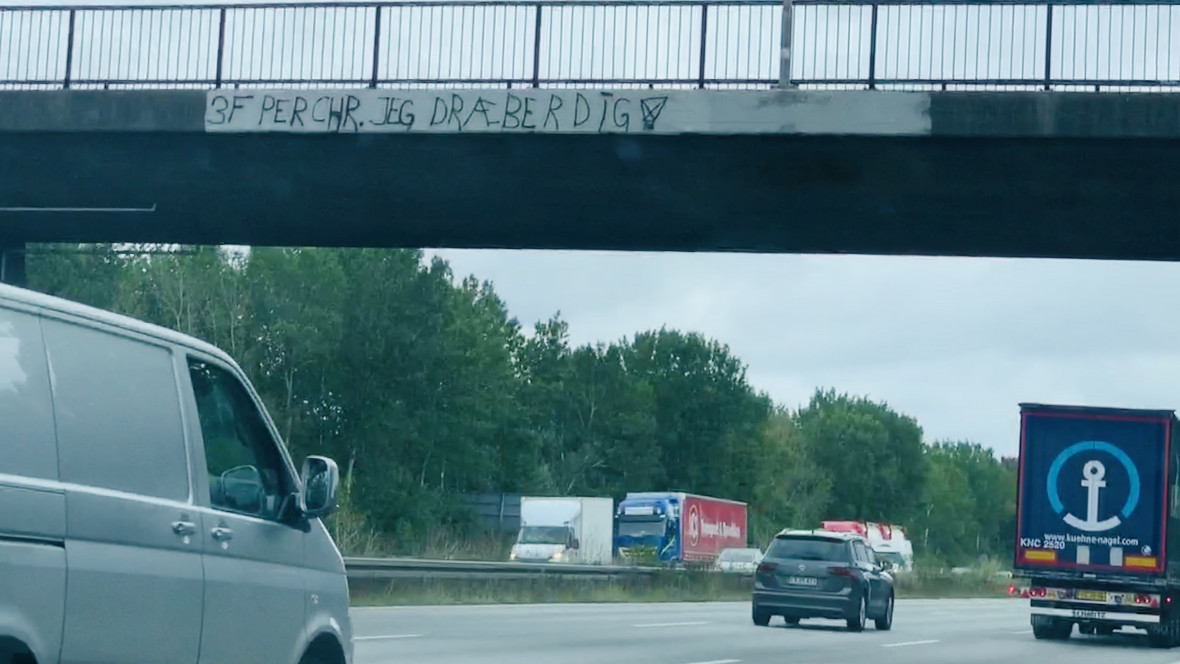 3F PER CHR. JEG DRÆBER DIG
www.kuehne-nagel.com
KNC 2520